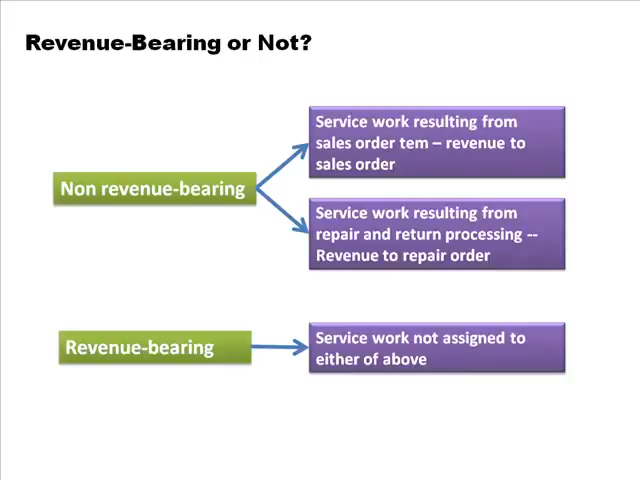 Revenue-Bearing or Not?
Service work resulting from
sales order tem – revenue to
sales order
Non revenue-bearing
Service work resulting from
repair and return processing --
Revenue to repair order
Revenue-bearing
Service work not assigned to
either of above